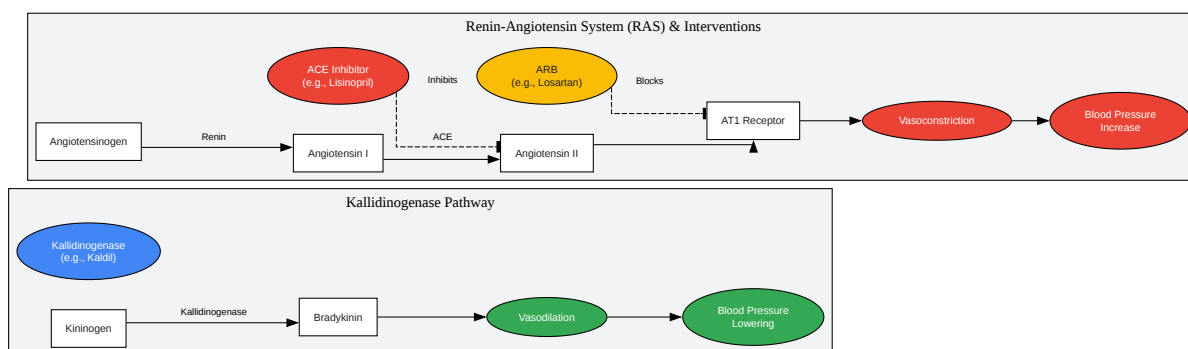 Renin-Angiotensin System (RAS) & Interventions
ACE Inhibitor
(e.g., Lisinopril)
Inhibits
ARB
(e.g., Losartan)
Blocks
Angiotensinogen
Renin
Angiotensin I
ACE
Angiotensin II
AT1 Receptor
Vasoconstriction
Blood Pressure
Increase
Kallidinogenase Pathway
Kallidinogenase
(e.g., Kaldil)
Kininogen
Kallidinogenase
Bradykinin
Vasodilation
Blood Pressure
Lowering